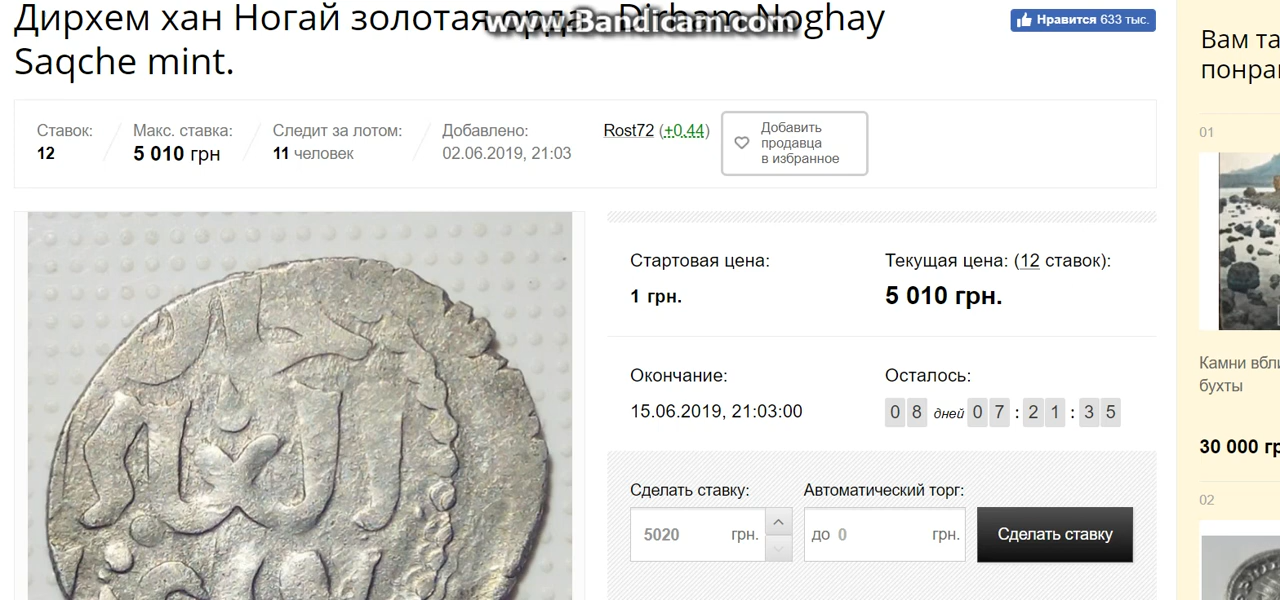 Дирхем хан Ногай золотая орда. Dirham Noghay
www.Bandicam.com
Нравится 633 тыс.
Saqche mint.
Ставок:
12
Макс. ставка:
5 010 грн
Следит за лотом:
11 человек
Добавлено:
02.06.2019, 21:03
Rost72 (+0.44)
Добавить
продавца
в избранное
Стартовая цена:
1 грн.
Текущая цена: (12 ставок):
5 010 грн.
Окончание:
15.06.2019, 21:03:00
Осталось:
08 дней 07:21:35
Сделать ставку:
5020 грн.
Автоматический торг:
до 0 грн.
Сделать ставку
Вам та
понра
01
Камни вбли
бухты
30 000 гр
02